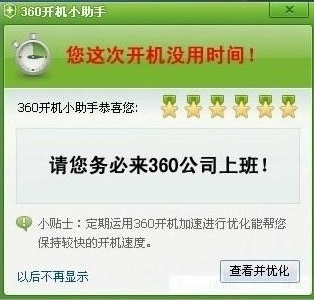 360开机小助手
您这次开机没用时间！
360开机小助手恭喜您:
请您务必来360公司上班！
小贴士：定期运用360开机加速进行优化能帮您
保持较快的开机速度。
以后不再显示
查看并优化